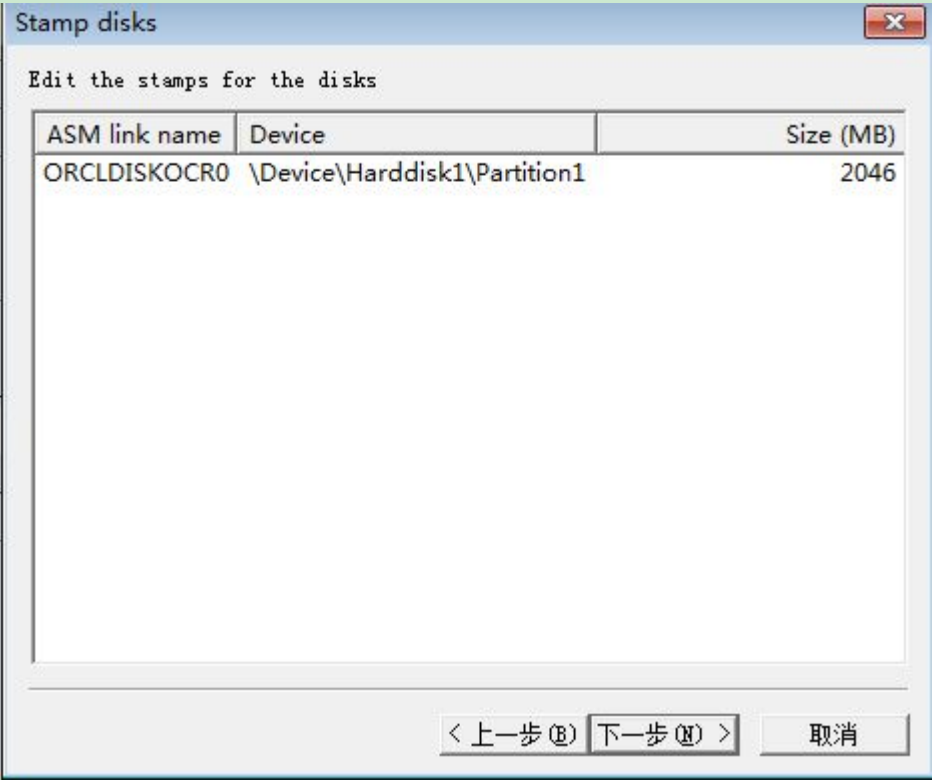 Stamp disks
Edit the stamps for the disks
ASM link name Device Size (MB)
ORCLDISKOCR0 \Device\Harddisk1\Partition1 2046
< 上一步(B) 下一步(N) > 取消